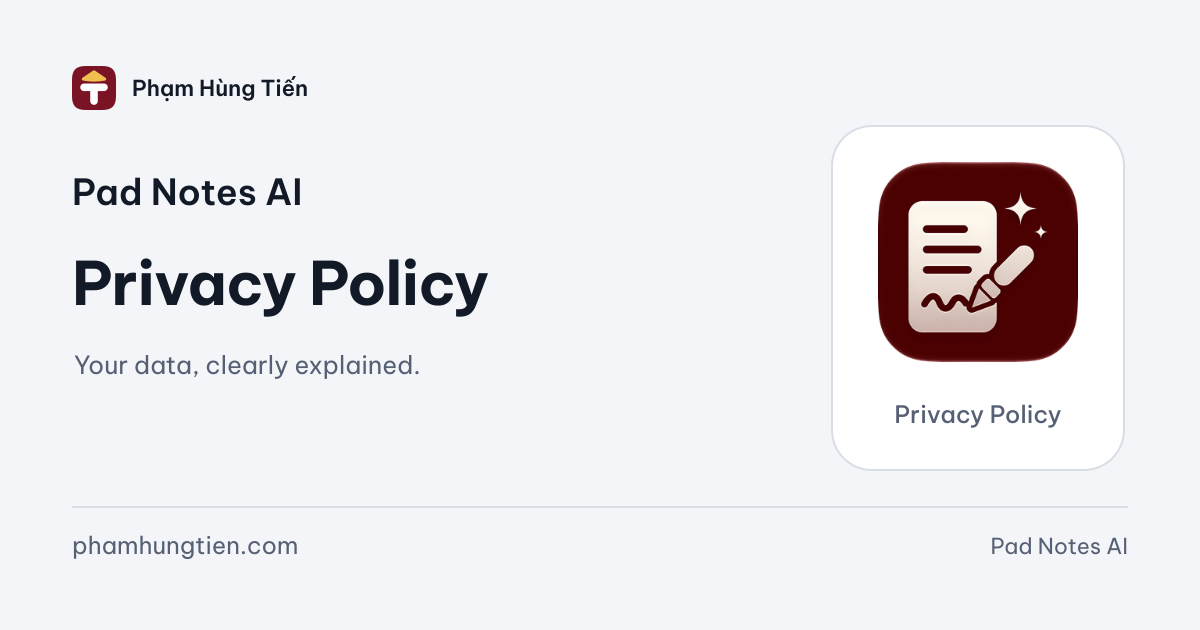 Phạm Hùng Tiến
Pad Notes AI
Privacy Policy
Your data, clearly explained.
Privacy Policy
phamhungtien.com
Pad Notes AI